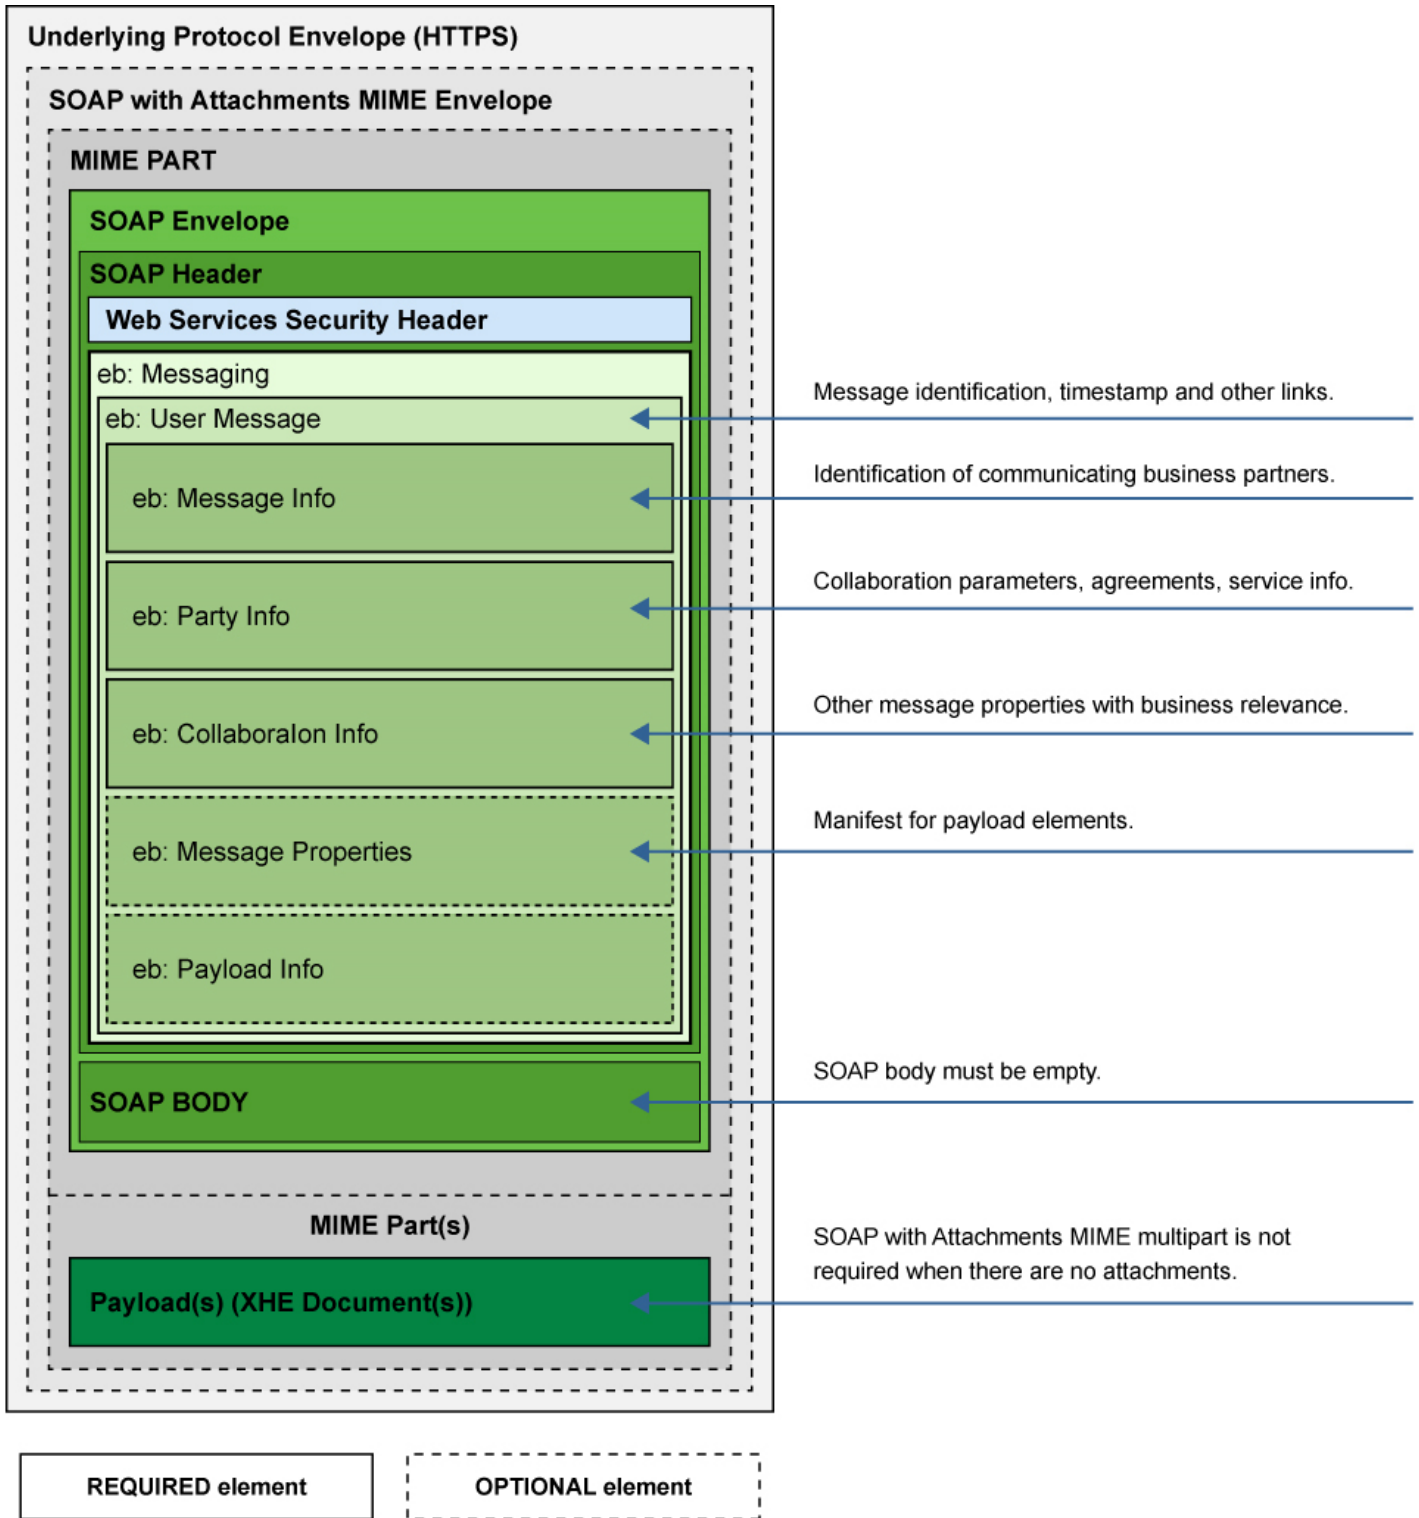 Underlying Protocol Envelope (HTTPS)
SOAP with Attachments MIME Envelope
MIME PART
SOAP Envelope
SOAP Header
Web Services Security Header
eb: Messaging
eb: User Message
Message identification, timestamp and other links.
eb: Message Info
Identification of communicating business partners.
eb: Party Info
Collaboration parameters, agreements, service info.
eb: CollaboraIon Info
Other message properties with business relevance.
eb: Message Properties
Manifest for payload elements.
eb: Payload Info
SOAP BODY
SOAP body must be empty.
MIME Part(s)
Payload(s) (XHE Document(s))
SOAP with Attachments MIME multipart is not
required when there are no attachments.
REQUIRED element
OPTIONAL element